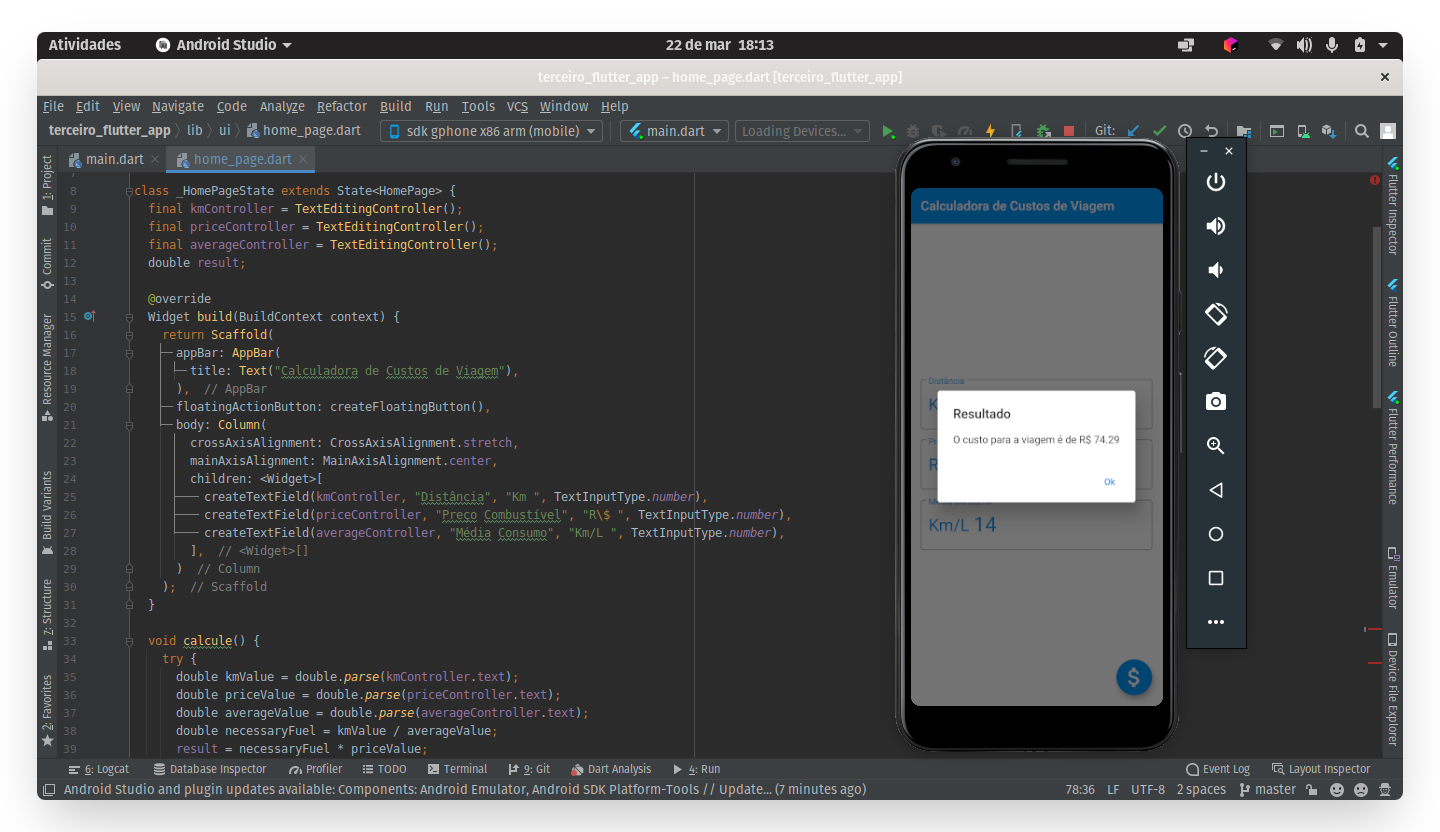 Atividades
Android Studio
22 de mar 18:13
terceiro_flutter_app – home_page.dart [terceiro_flutter_app]
File Edit View Navigate Code Analyze Refactor Build Run Tools VCS Window Help
terceiro_flutter_app lib ui home_page.dart
sdk gphone x86 arm (mobile)
main.dart
Loading Devices...
Git:
main.dart
home_page.dart
1: Project
Commit
Resource Manager
Build Variants
7: Structure
2: Favorites
8 class _HomePageState extends State<HomePage> {
9 final kmController = TextEditingController();
10 final priceController = TextEditingController();
11 final averageController = TextEditingController();
12 double result;
13
14 @override
15 Widget build(BuildContext context) {
16 return Scaffold(
17 appBar: AppBar(
18 title: Text("Calculadora de Custos de Viagem"),
19 ), // AppBar
20 floatingActionButton: createFloatingButton(),
21 body: Column(
22 crossAxisAlignment: CrossAxisAlignment.stretch,
23 mainAxisAlignment: MainAxisAlignment.center,
24 children: <Widget>[
25 createTextField(kmController, "Distância", "Km ", TextInputType.number),
26 createTextField(priceController, "Preço Combustível", "R\$ ", TextInputType.number),
27 createTextField(averageController, "Média Consumo", "Km/L ", TextInputType.number),
28 ], // <Widget>[]
29 ) // Column
30 ); // Scaffold
31 }
32
33 void calcule() {
34 try {
35 double kmValue = double.parse(kmController.text);
36 double priceValue = double.parse(priceController.text);
37 double averageValue = double.parse(averageController.text);
38 double necessaryFuel = kmValue / averageValue;
39 result = necessaryFuel * priceValue;
Calculadora de Custos de Viagem
Distância
K
Resultado
O custo para a viagem é de R$ 74.29
Ok
Km/L 14
$
Flutter Inspector
Flutter Outline
Flutter Performance
Emulator
Device File Explorer
6: Logcat Database Inspector Profiler TODO Terminal 9: Git Dart Analysis 4: Run Event Log Layout Inspector
Android Studio and plugin updates available: Components: Android Emulator, Android SDK Platform-Tools // Update... (7 minutes ago) 78:36 LF UTF-8 2 spaces master